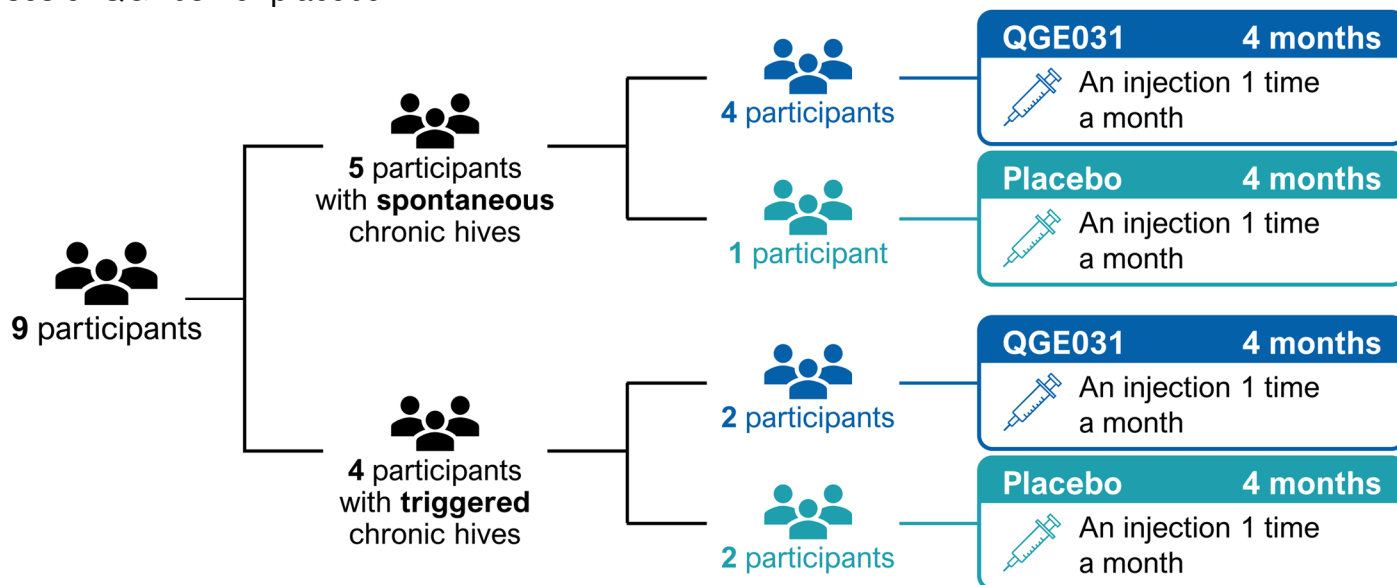 9 participants
5 participants
with spontaneous
chronic hives
4 participants
QGE031 4 months
An injection 1 time
a month
1 participant
Placebo 4 months
An injection 1 time
a month
4 participants
with triggered
chronic hives
2 participants
QGE031 4 months
An injection 1 time
a month
2 participants
Placebo 4 months
An injection 1 time
a month